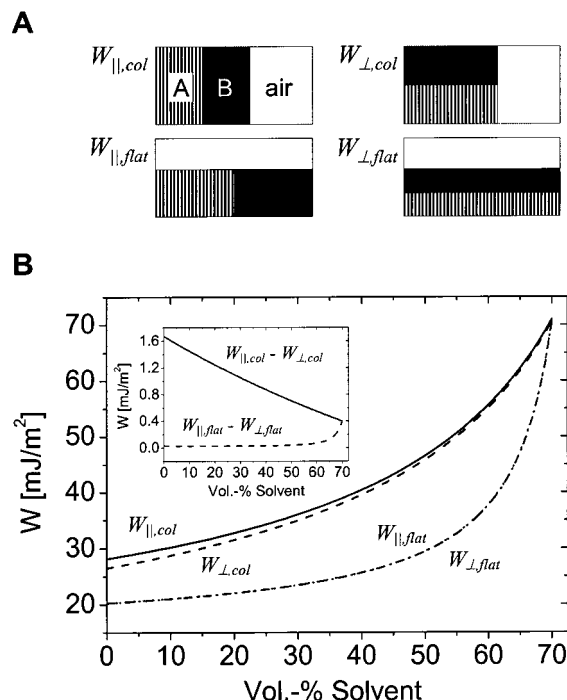 A
W||,col
A B air
W⊥,col
W||,flat
W⊥,flat
B
W [mJ/m²]
70
60
50
40
30
20
0 10 20 30 40 50 60 70
Vol.-% Solvent
W [mJ/m²]
1.6
1.2
0.8
0.4
0.0
0 10 20 30 40 50 60 70
Vol.-% Solvent
W||,col - W⊥,col
W||,flat - W⊥,flat
W||,col
W⊥,col
W||,flat
W⊥,flat